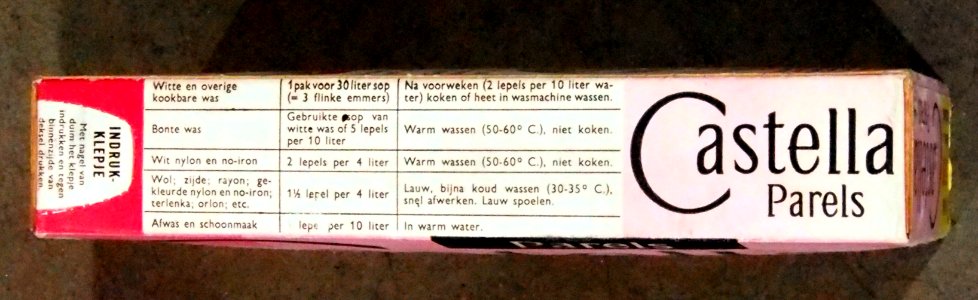 INDRUK-
KLEPJE
Met nagel van
duim het klepje
indrukken en tegen
binnenzijde van
deksel drukken.
Witte en overige
kookbare was
1 pak voor 30 liter sop
(= 3 flinke emmers)
Na voorweken (2 lepels per 10 liter wa-
ter) koken of heet in wasmachine wassen.
Bonte was
Gebruikte sop van
witte was of 5 lepels
per 10 liter
Warm wassen (50-60° C.), niet koken.
Wit nylon en no-iron
2 lepels per 4 liter
Warm wassen (50-60° C.), niet koken.
Wol; zijde; rayon; ge-
kleurde nylon en no-iron;
terlenka; orlon; etc.
1½ lepel per 4 liter
Lauw, bijna koud wassen (30-35° C.),
snel afwerken. Lauw spoelen.
Afwas en schoonmaak
per 10 liter
In warm water.
Castella
Parels
Parels